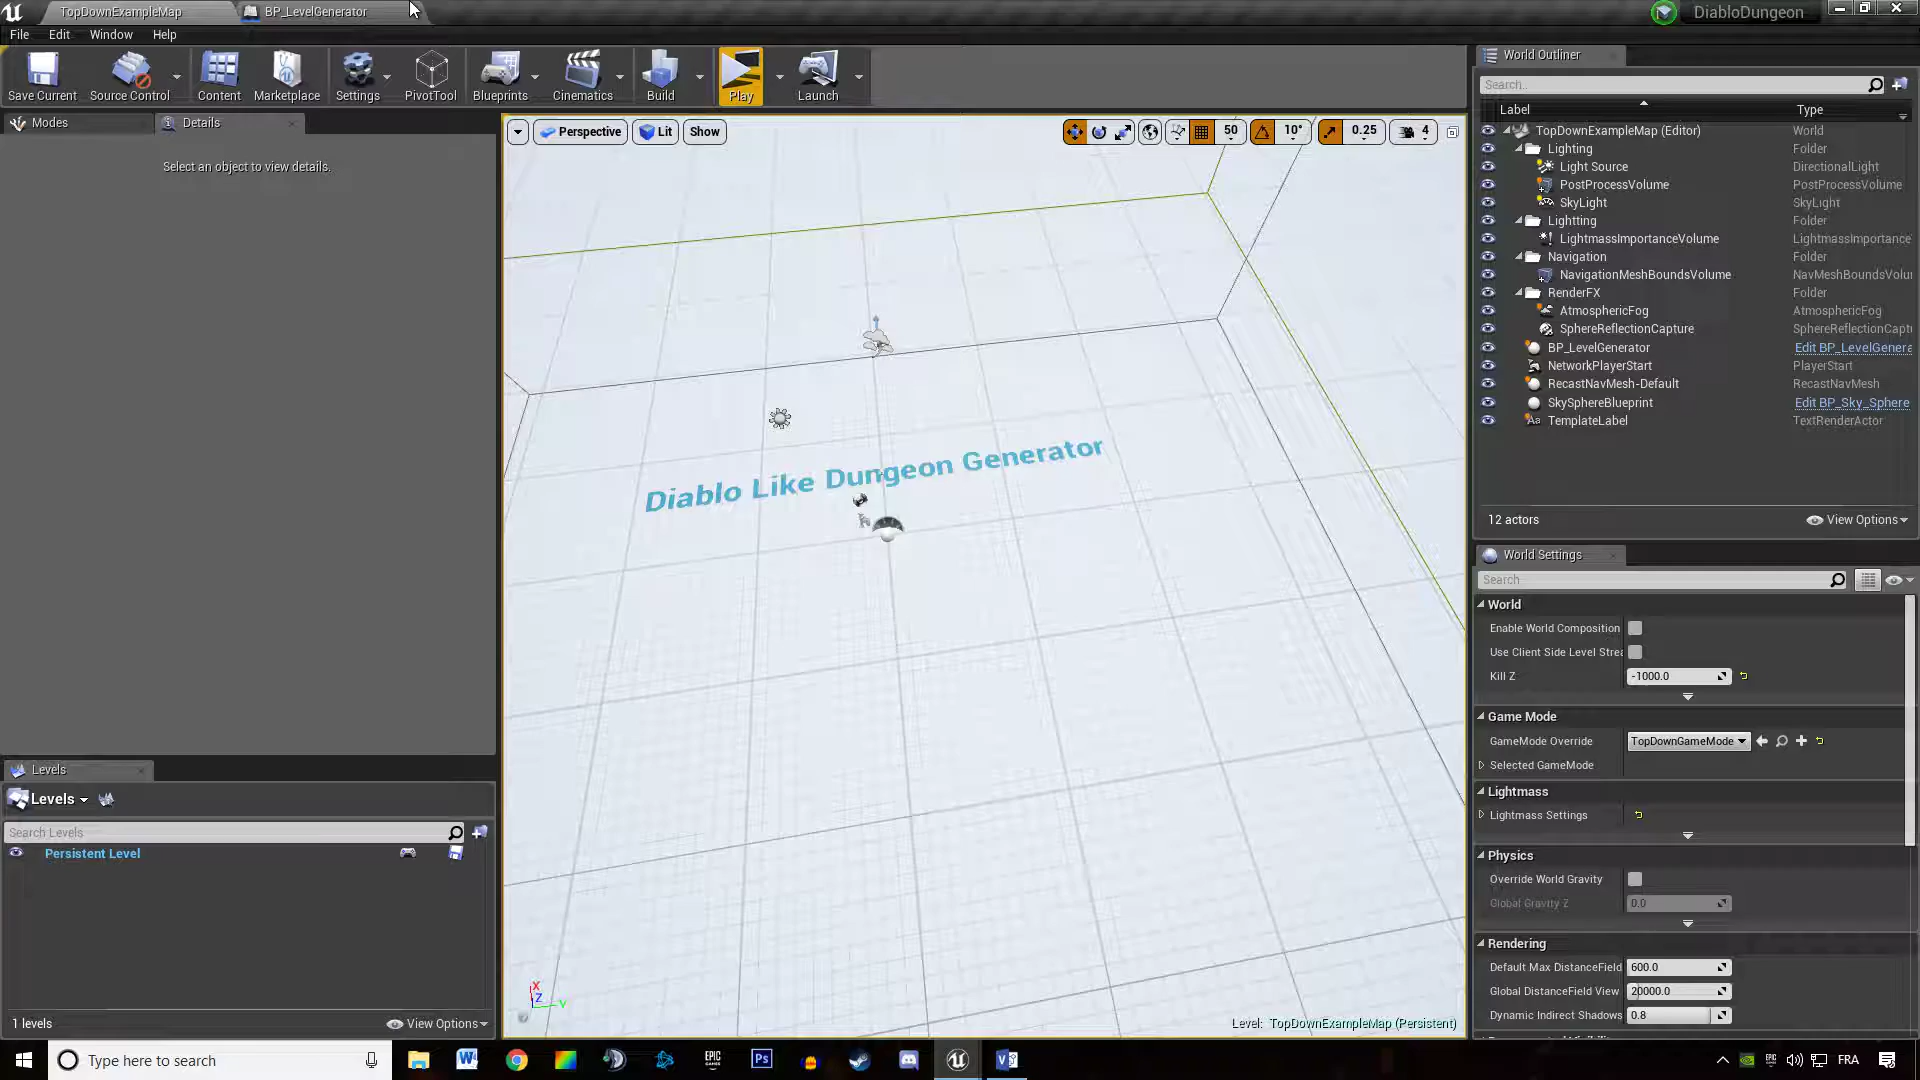 TopDownExampleMap
BP_LevelGenerator
DiabloDungeon
File Edit Window Help
Save Current
Source Control
Content
Marketplace
Settings
PivotTool
Blueprints
Cinematics
Build
Play
Launch
Modes
Details
Select an object to view details.
Perspective
Lit
Show
50
10°
0.25
4
Diablo Like Dungeon Generator
X
Z
Y
Level: TopDownExampleMap (Persistent)
Levels
Levels
Search Levels
Persistent Level
1 levels
View Options
World Outliner
Search..
Label Type
TopDownExampleMap (Editor) World
Lighting Folder
Light Source DirectionalLight
PostProcessVolume PostProcessVolume
SkyLight SkyLight
Lightting Folder
LightmassImportanceVolume LightmassImportance
Navigation Folder
NavigationMeshBoundsVolume NavMeshBoundsVolu
RenderFX Folder
AtmosphericFog AtmosphericFog
SphereReflectionCapture SphereReflectionCapt
BP_LevelGenerator Edit BP_LevelGenera
NetworkPlayerStart PlayerStart
RecastNavMesh-Default RecastNavMesh
SkySphereBlueprint Edit BP_Sky_Sphere
TemplateLabel TextRenderActor
12 actors
View Options
World Settings
Search
World
Enable World Composition
Use Client Side Level Strea
Kill Z -1000.0
Game Mode
GameMode Override TopDownGameMode
Selected GameMode
Lightmass
Lightmass Settings
Physics
Override World Gravity
Global Gravity Z 0.0
Rendering
Default Max DistanceField 600.0
Global DistanceField View 20000.0
Dynamic Indirect Shadows 0.8
Type here to search
EPIC GAMES
Ps
FRA